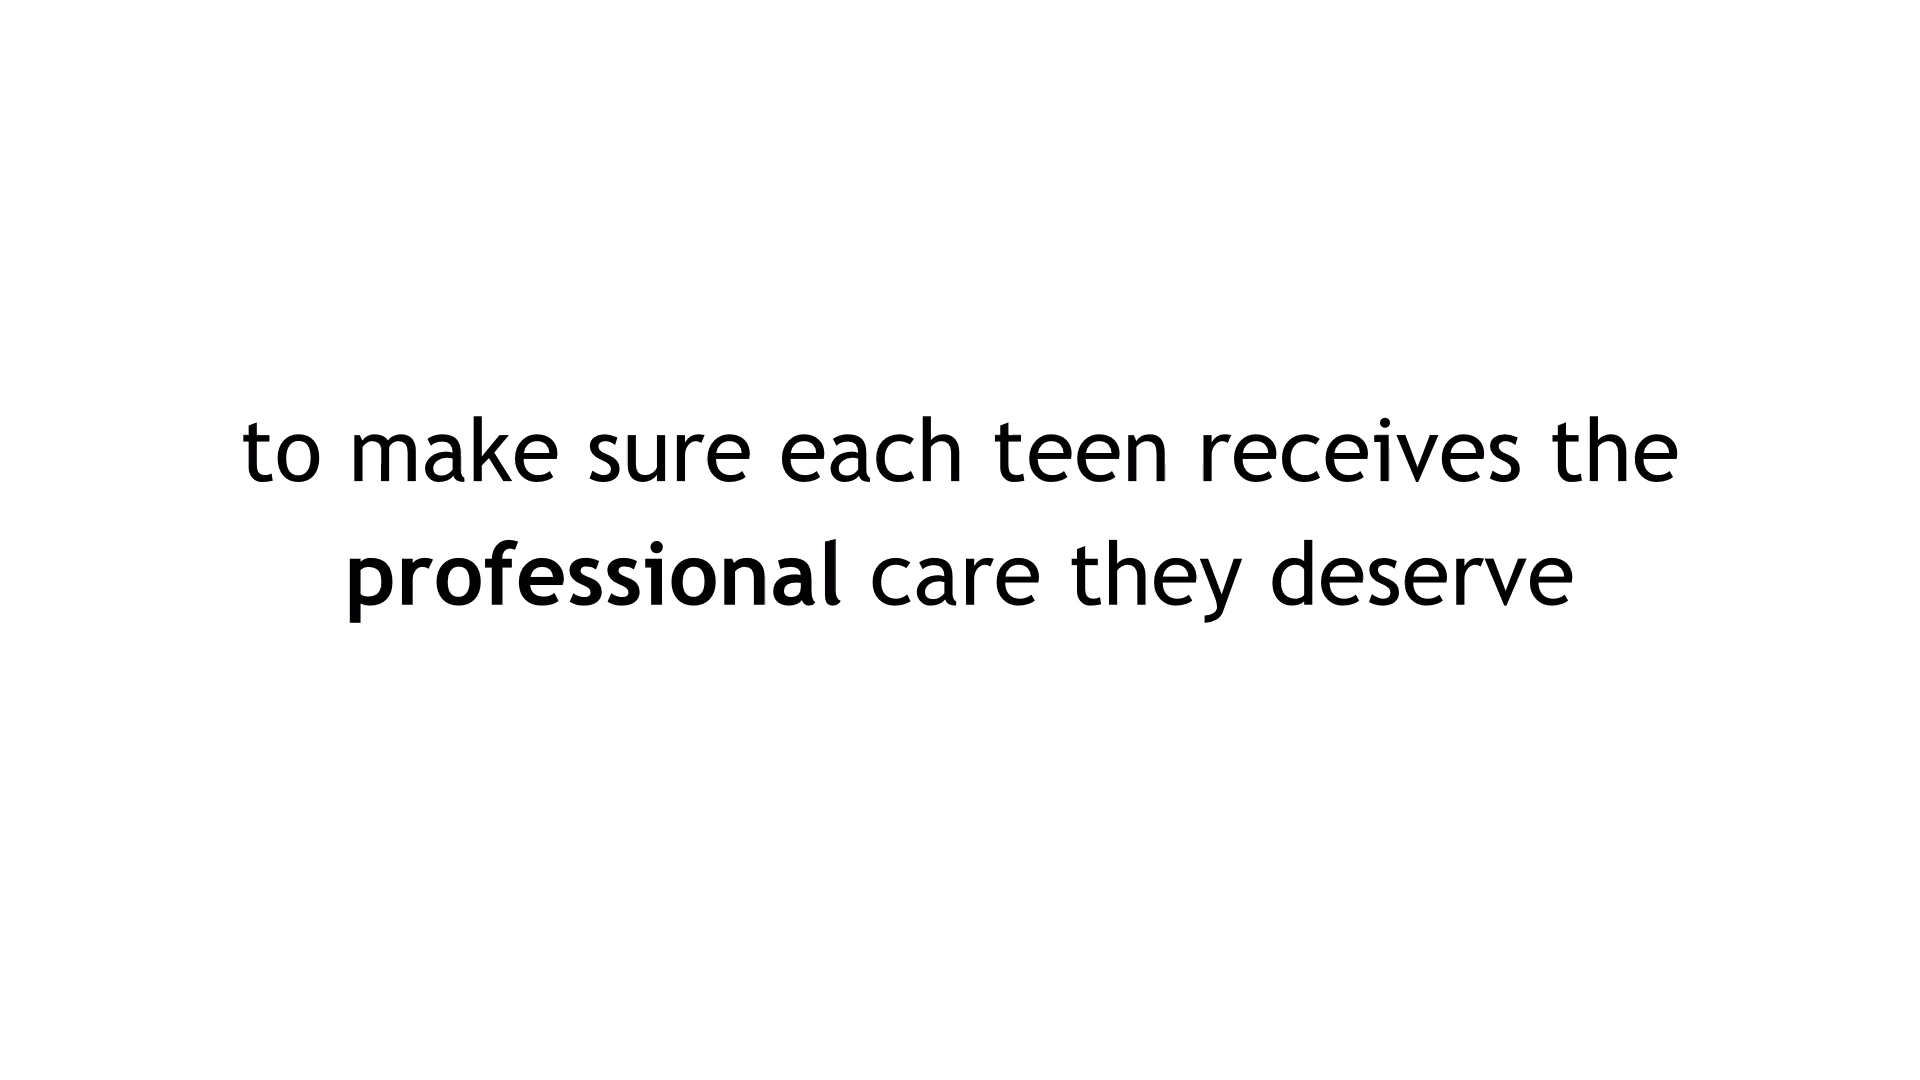 to make sure each teen receives the
professional care they deserve